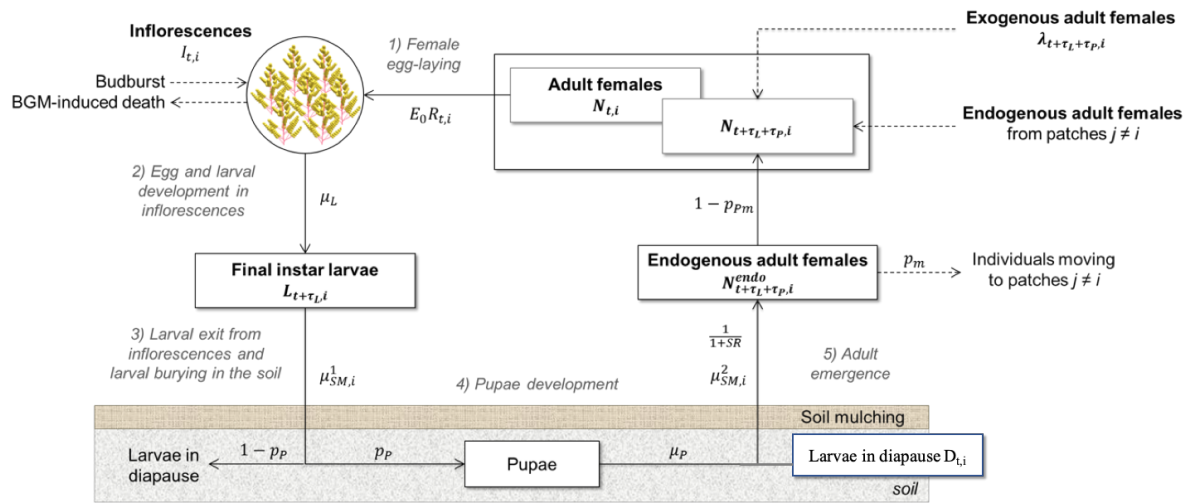 Inflorescences
I_{t,i}
Budburst
BGM-induced death
1) Female
egg-laying
E_0R_{t,i}
Adult females
N_{t,i}
N_{t+τ_L+τ_P,i}
Exogenous adult females
λ_{t+τ_L+τ_P,i}
Endogenous adult females
from patches j ≠ i
2) Egg and larval
development in
inflorescences
μ_L
1 − p_{Pm}
Final instar larvae
L_{t+τ_L,i}
Endogenous adult females
N^{endo}_{t+τ_L+τ_P,i}
p_m
Individuals moving
to patches j ≠ i
3) Larval exit from
inflorescences and
larval burying in the soil
μ^1_{SM,i}
4) Pupae development
1/(1+SR)
μ^2_{SM,i}
5) Adult
emergence
Soil mulching
Larvae in
diapause
1 − p_P
p_P
Pupae
μ_P
Larvae in diapause D_{t,i}
soil